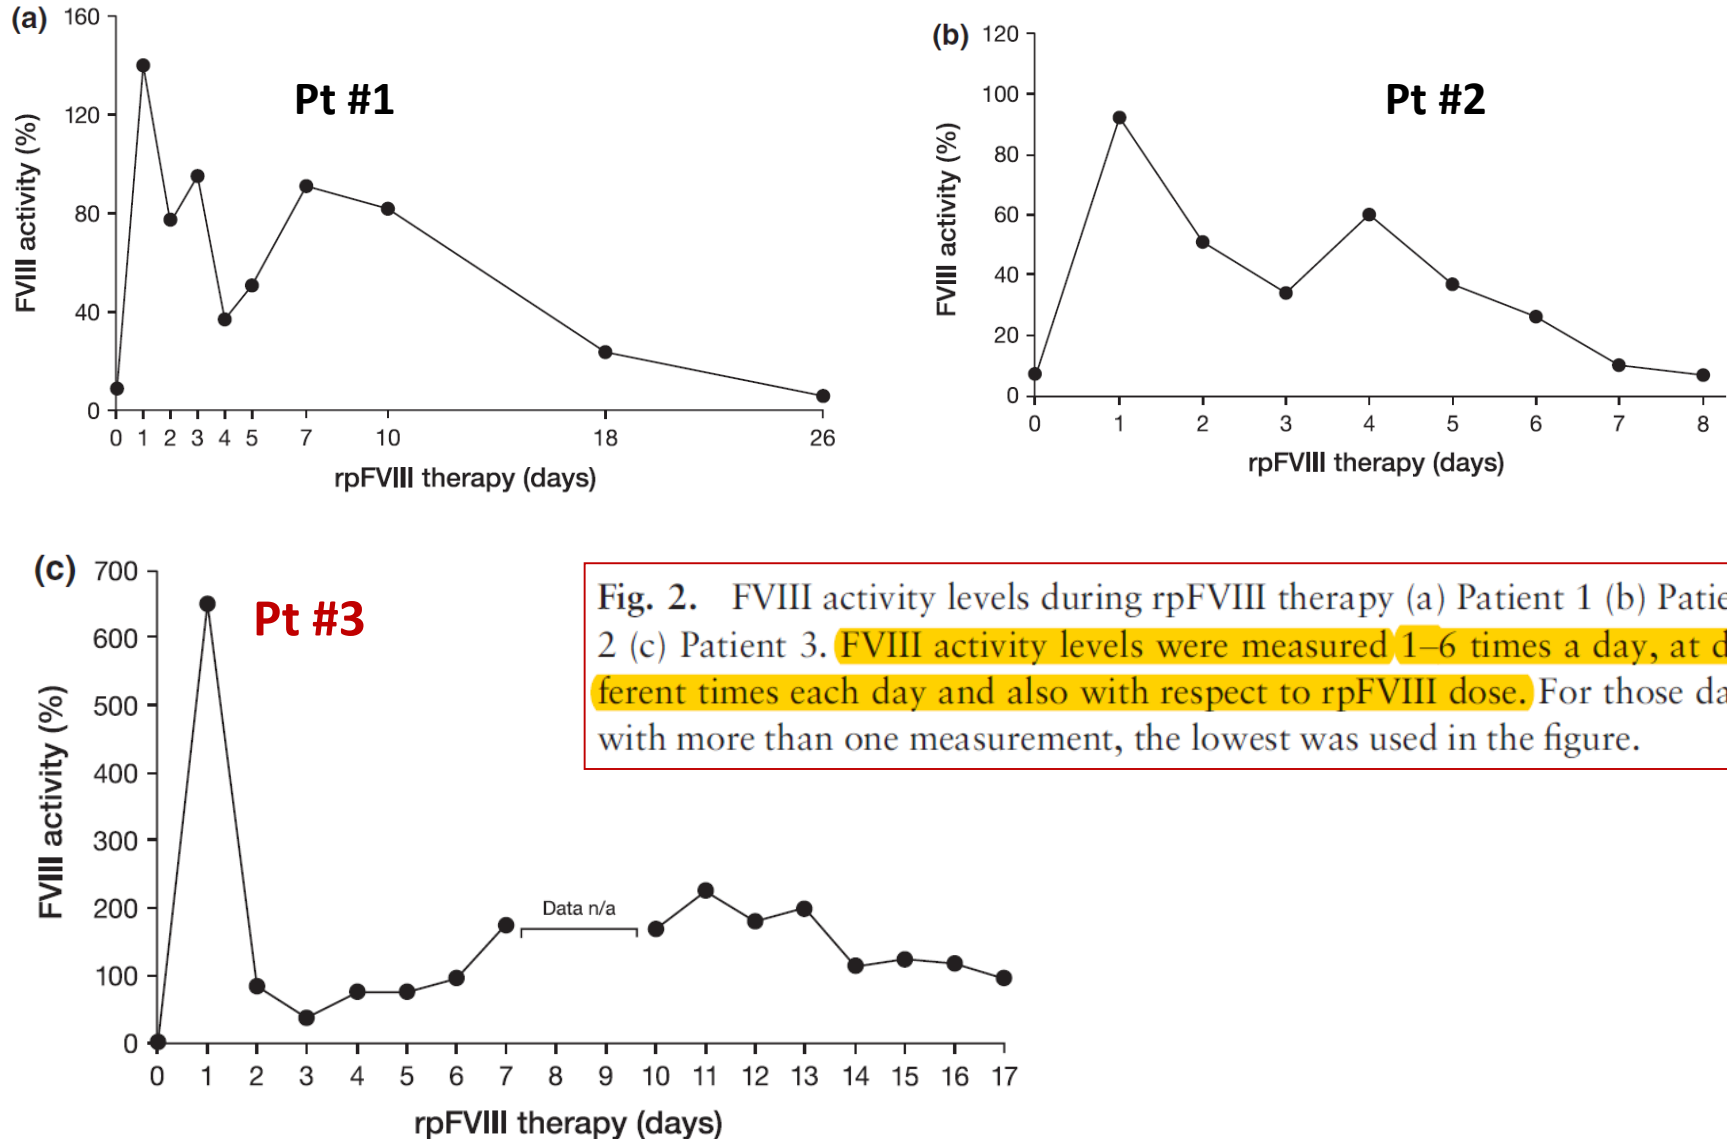 (a)
160
120
80
40
0
FVIII activity (%)
Pt #1
0 1 2 3 4 5 7 10 18 26
rpFVIII therapy (days)
(b)
120
100
80
60
40
20
0
FVIII activity (%)
Pt #2
0 1 2 3 4 5 6 7 8
rpFVIII therapy (days)
(c)
700
600
500
400
300
200
100
0
FVIII activity (%)
Pt #3
Data n/a
0 1 2 3 4 5 6 7 8 9 10 11 12 13 14 15 16 17
rpFVIII therapy (days)
Fig. 2. FVIII activity levels during rpFVIII therapy (a) Patient 1 (b) Patie
2 (c) Patient 3. FVIII activity levels were measured 1–6 times a day, at d
ferent times each day and also with respect to rpFVIII dose. For those da
with more than one measurement, the lowest was used in the figure.